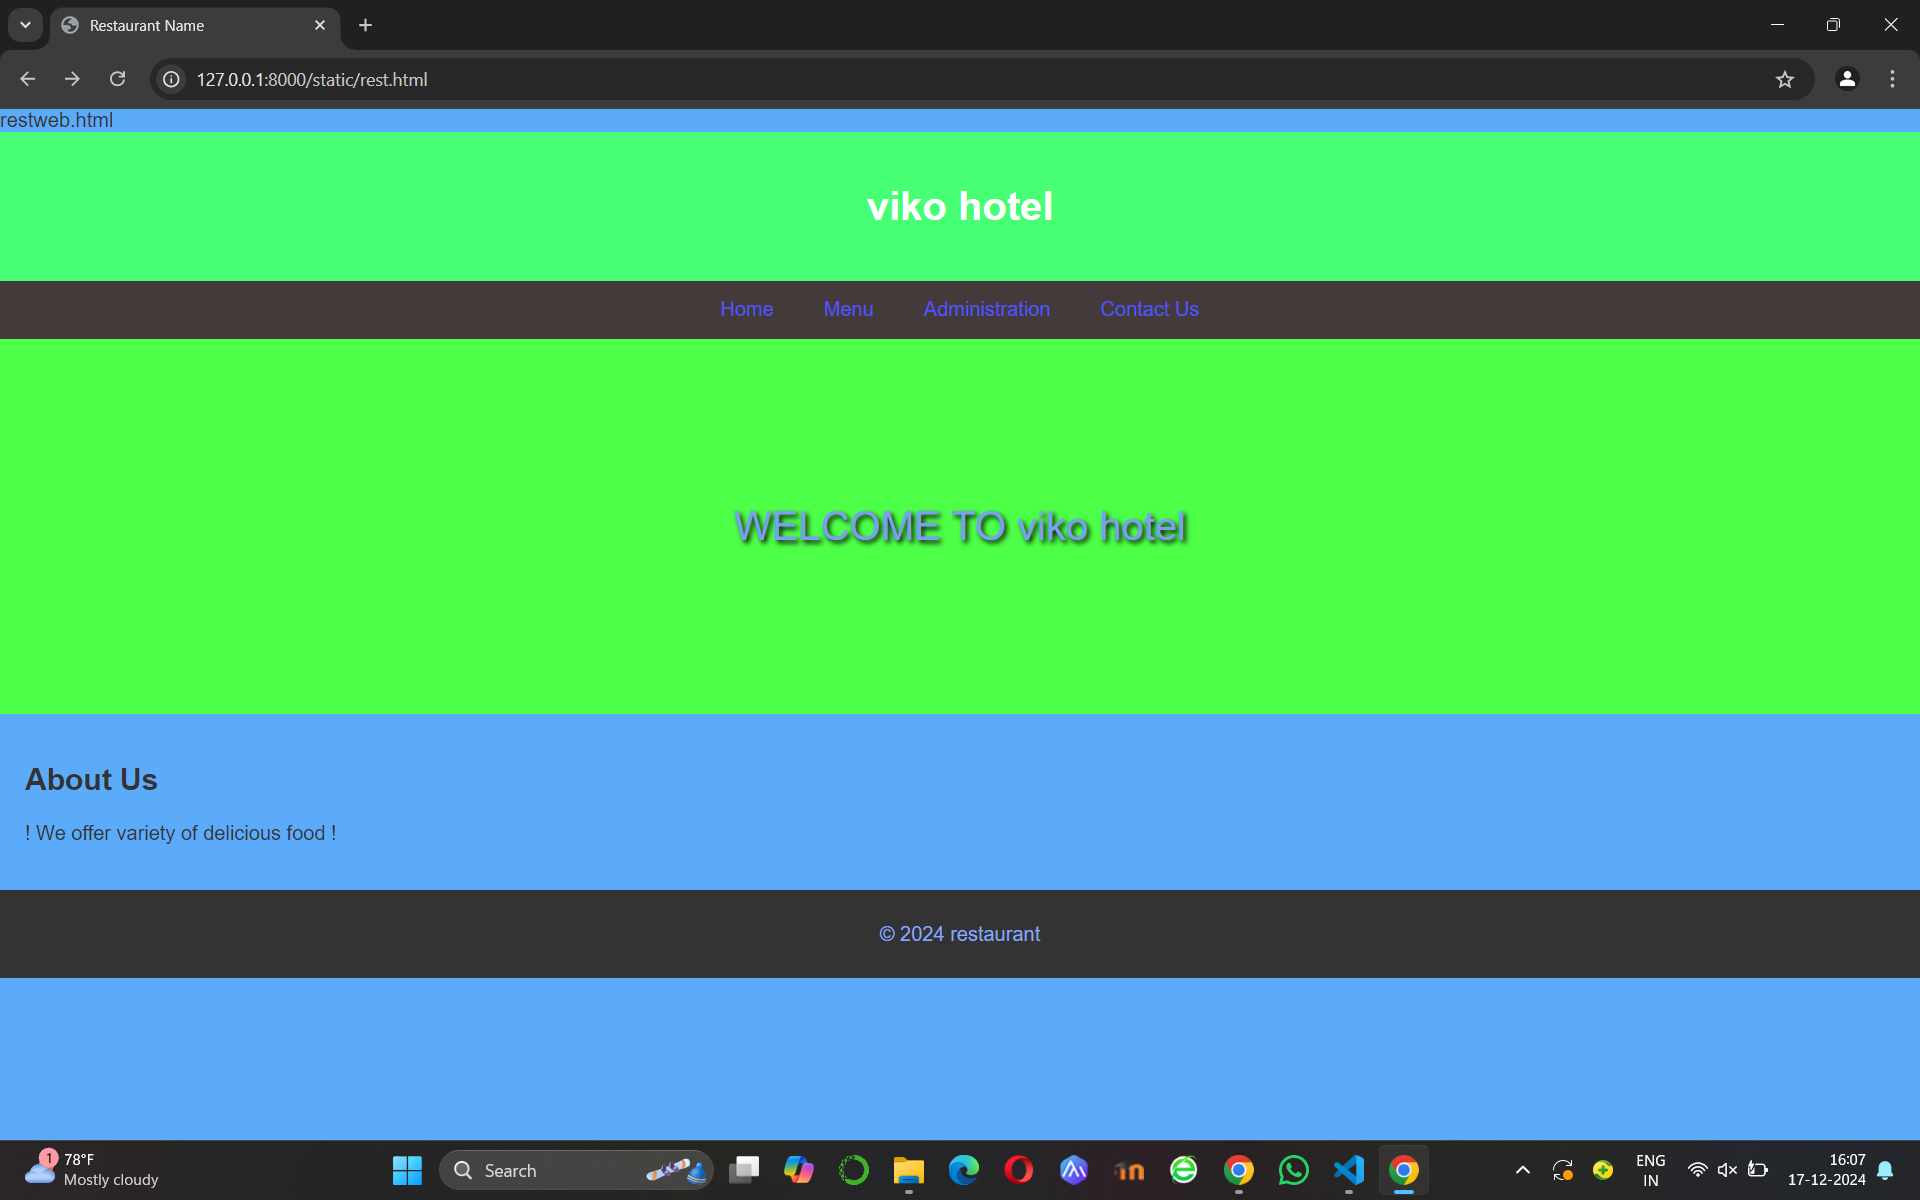 Restaurant Name
127.0.0.1:8000/static/rest.html
restweb.html
viko hotel
Home Menu Administration Contact Us
WELCOME TO viko hotel
About Us
! We offer variety of delicious food !
© 2024 restaurant
1 78°F
Mostly cloudy
Search
ENG
IN
16:07
17-12-2024